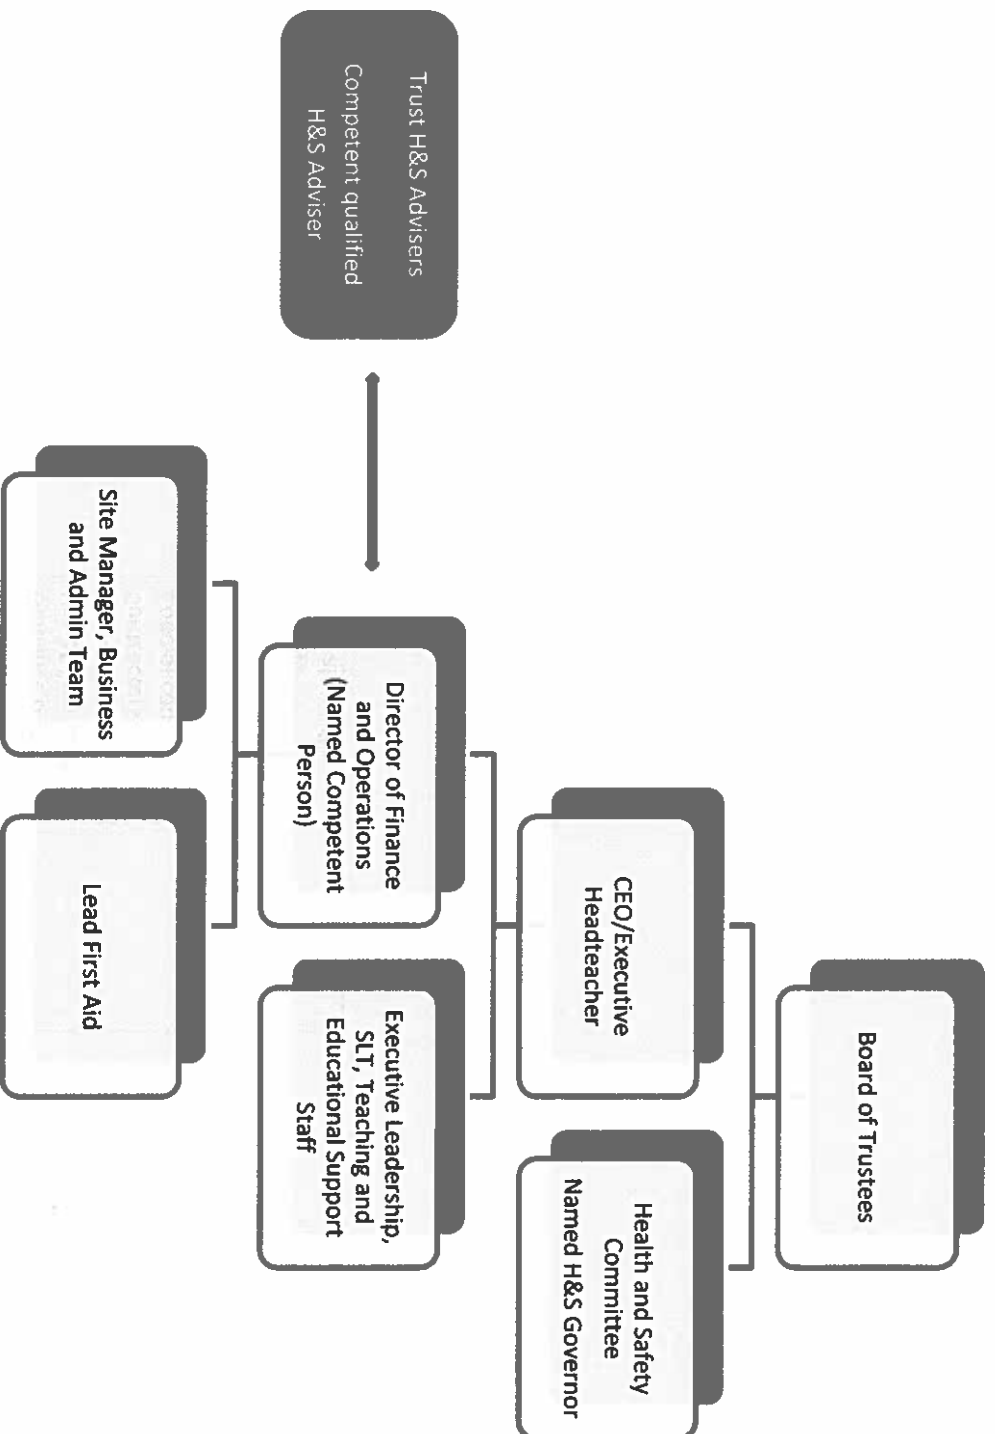 Board of Trustees
CEO/Executive
Headteacher
Health and Safety
Committee
Named H&S Governor
Trust H&S Advisers
Competent qualified
H&S Adviser
Director of Finance
and Operations
(Named Competent
Person)
Executive Leadership,
SLT, Teaching and
Educational Support
Staff
Site Manager, Business
and Admin Team
Lead First Aid